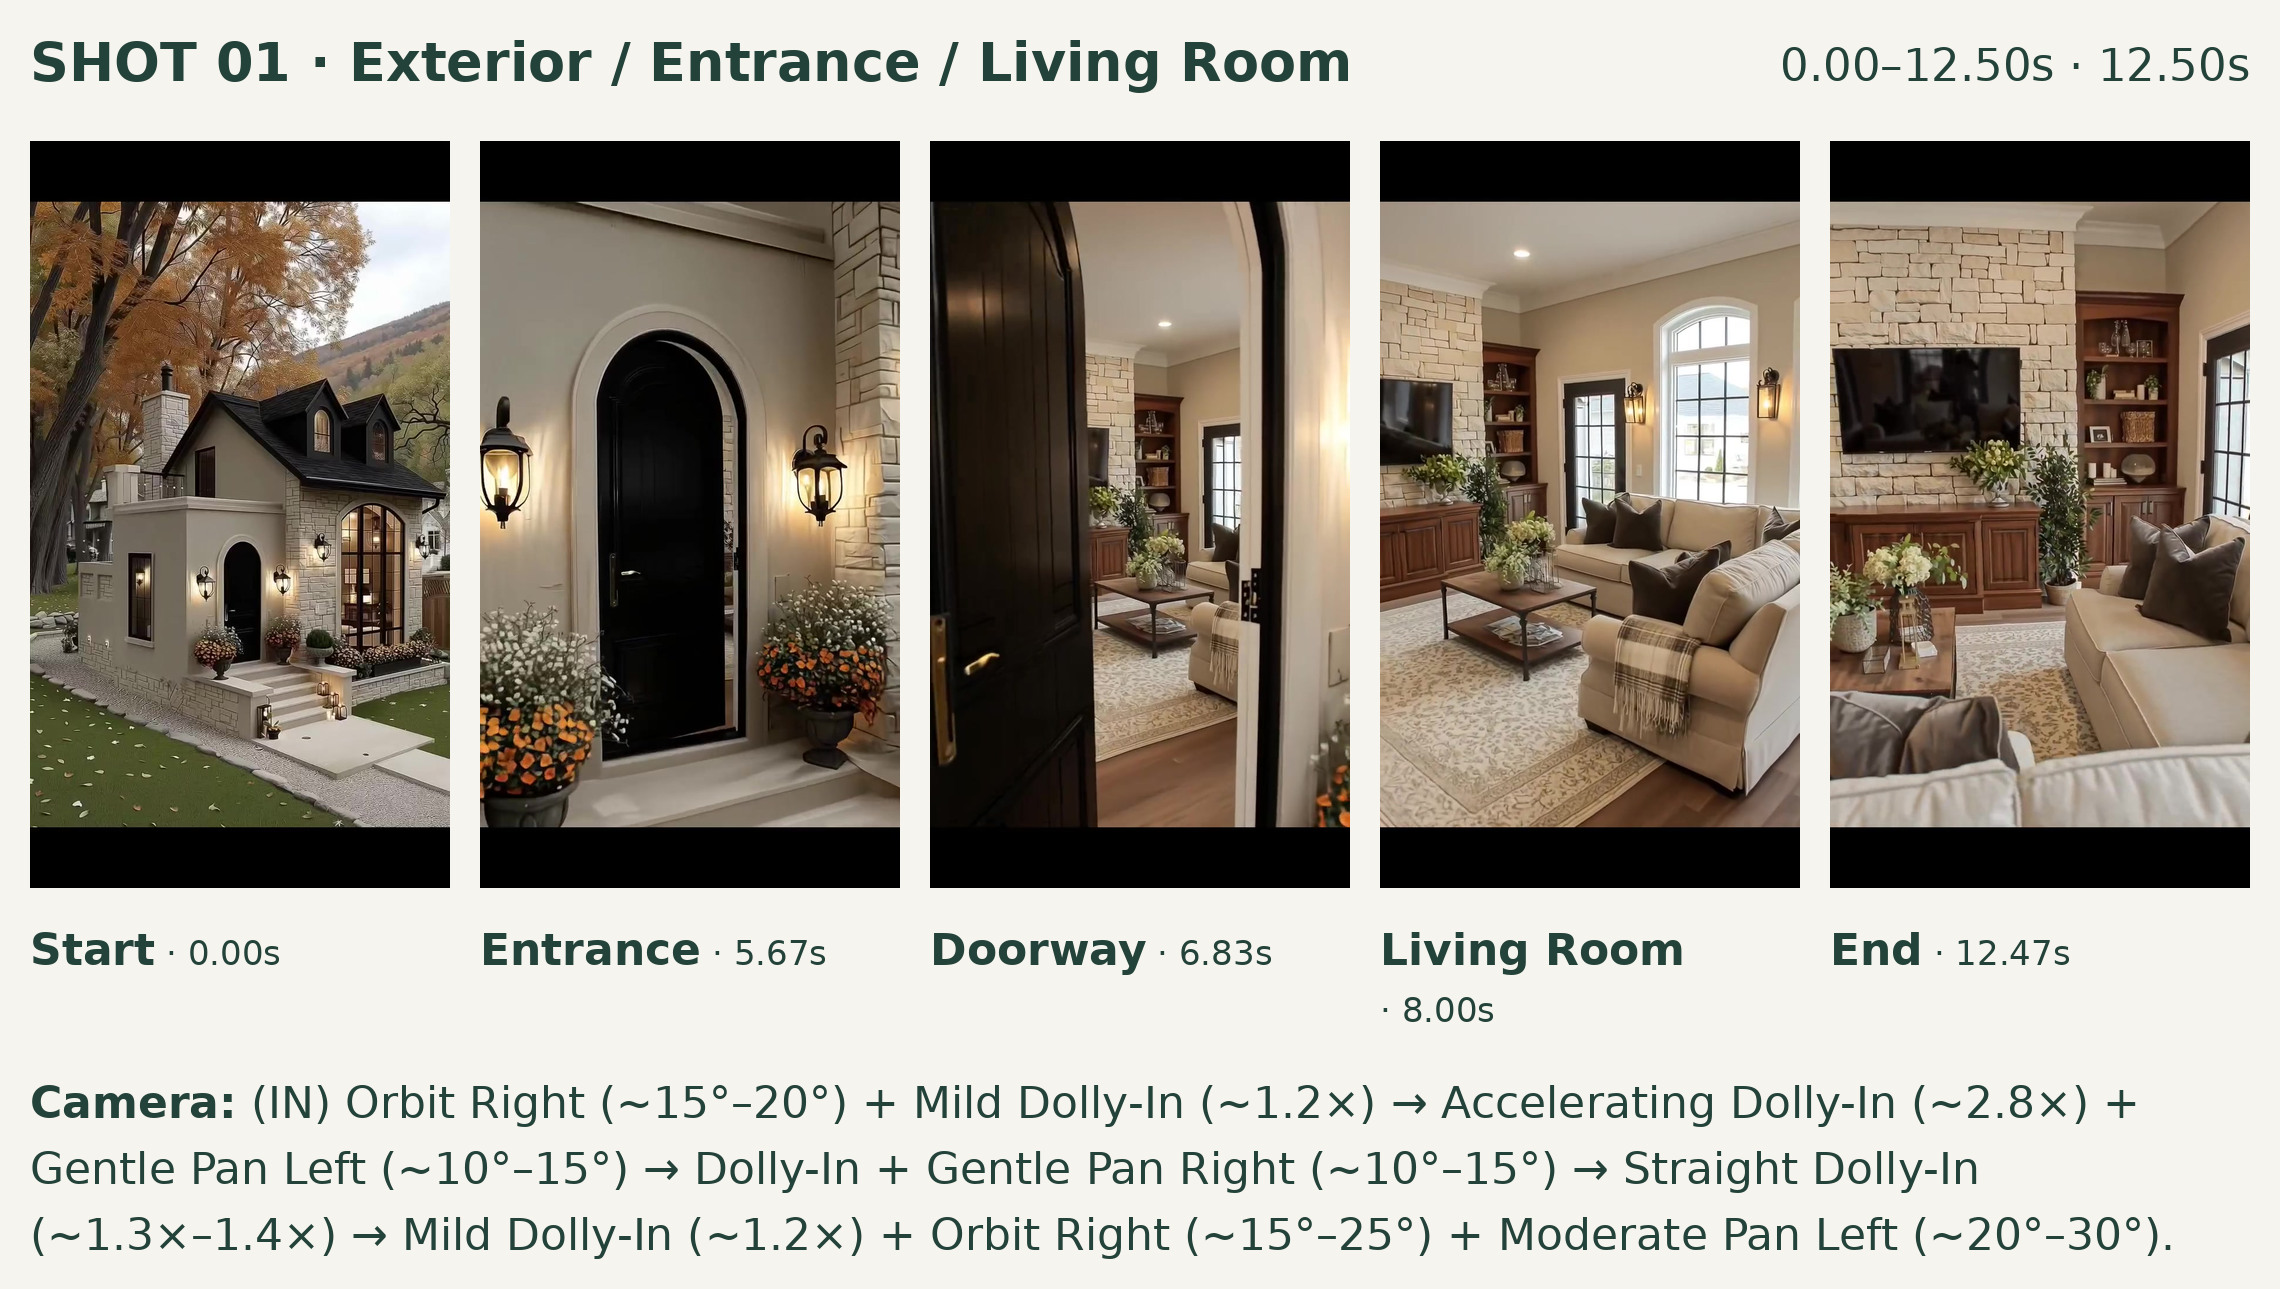 SHOT 01 · Exterior / Entrance / Living Room
0.00–12.50s · 12.50s
Start · 0.00s
Entrance · 5.67s
Doorway · 6.83s
Living Room
· 8.00s
End · 12.47s
Camera: (IN) Orbit Right (~15°–20°) + Mild Dolly-In (~1.2×) → Accelerating Dolly-In (~2.8×) +
Gentle Pan Left (~10°–15°) → Dolly-In + Gentle Pan Right (~10°–15°) → Straight Dolly-In
(~1.3×–1.4×) → Mild Dolly-In (~1.2×) + Orbit Right (~15°–25°) + Moderate Pan Left (~20°–30°).